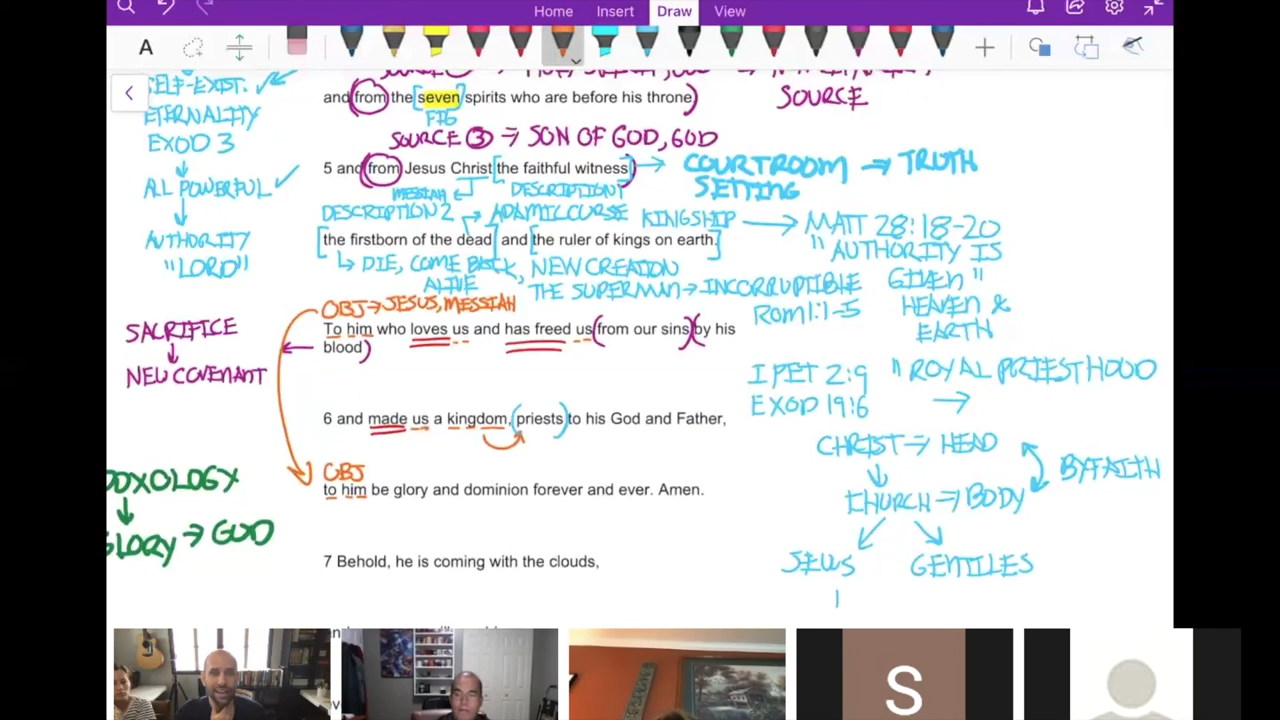 Home Insert Draw View
A
SELF-EXIST.
and from the seven spirits who are before his throne,
SOURCE
ETERNALITY
FIG
EXOD 3
SOURCE 3 → SON OF GOD, GOD
5 and from Jesus Christ the faithful witness
COURTROOM → TRUTH
SETTING
ALL POWERFUL
MESSIAH
DESCRIPTION 1
DESCRIPTION 2 → ADAMIC CURSE
KINGSHIP → MATT 28:18-20
AUTHORITY
"LORD"
the firstborn of the dead and the ruler of kings on earth.
"AUTHORITY IS
GIVEN"
HEAVEN &
EARTH
DIE, COME BACK
ALIVE
, NEW CREATION
THE SUPERMAN → INCORRUPTIBLE
ROM 1:1-5
OBJ → JESUS, MESSIAH
SACRIFICE
To him who loves us and has freed us from our sins by his
blood
NEW COVENANT
I PET 2:9 "ROYAL PRIESTHOOD
EXOD 19:6 →
6 and made us a kingdom, priests to his God and Father,
CHRIST → HEAD
BY FAITH
OBJ
DOXOLOGY
to him be glory and dominion forever and ever. Amen.
CHURCH → BODY
GLORY → GOD
7 Behold, he is coming with the clouds,
JEWS GENTILES
S